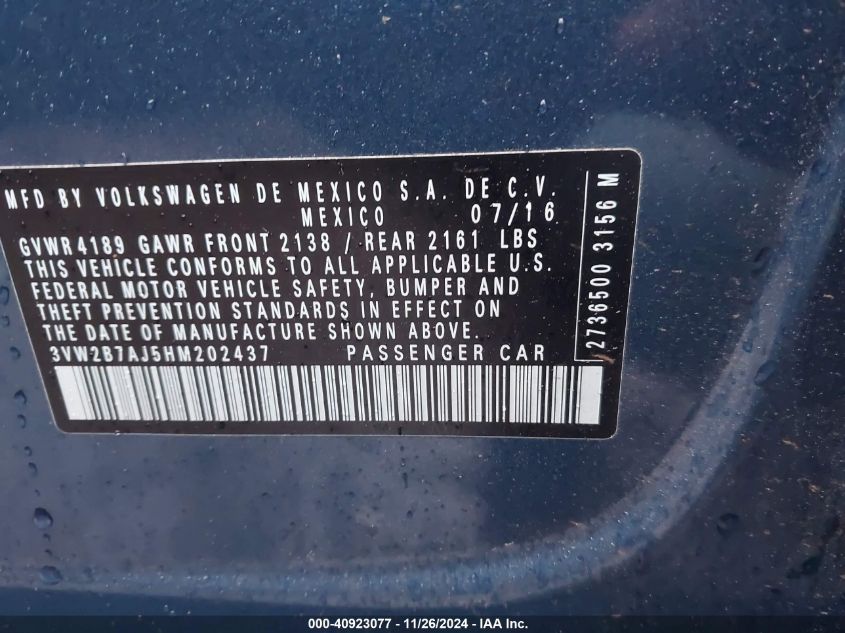 MFD BY VOLKSWAGEN DE MEXICO S.A. DE C.V.
MEXICO 07/16
GVWR4189 GAWR FRONT 2138 / REAR 2161 LBS
THIS VEHICLE CONFORMS TO ALL APPLICABLE U.S.
FEDERAL MOTOR VEHICLE SAFETY, BUMPER AND
THEFT PREVENTION STANDARDS IN EFFECT ON
THE DATE OF MANUFACTURE SHOWN ABOVE.
3VW2B7AJ5HM202437 PASSENGER CAR
2736500 3156 M
000-40923077 - 11/26/2024 - IAA Inc.